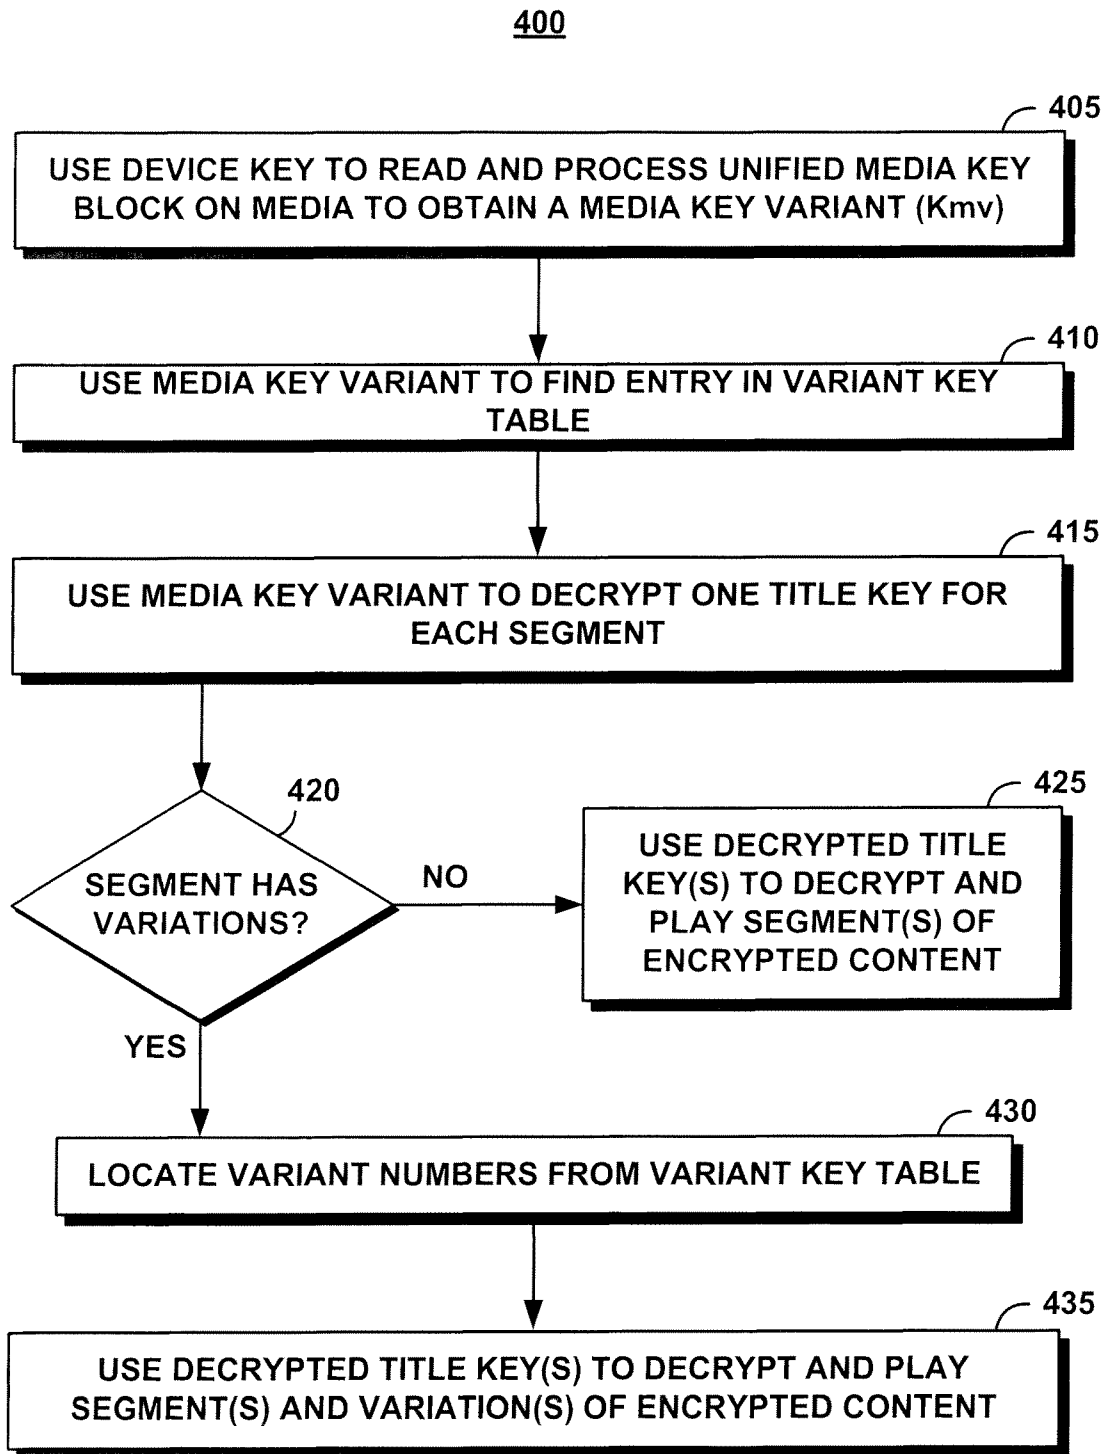 400
405
USE DEVICE KEY TO READ AND PROCESS UNIFIED MEDIA KEY
BLOCK ON MEDIA TO OBTAIN A MEDIA KEY VARIANT (Kmv)
410
USE MEDIA KEY VARIANT TO FIND ENTRY IN VARIANT KEY
TABLE
415
USE MEDIA KEY VARIANT TO DECRYPT ONE TITLE KEY FOR
EACH SEGMENT
420
SEGMENT HAS
VARIATIONS?
NO
425
USE DECRYPTED TITLE
KEY(S) TO DECRYPT AND
PLAY SEGMENT(S) OF
ENCRYPTED CONTENT
YES
430
LOCATE VARIANT NUMBERS FROM VARIANT KEY TABLE
435
USE DECRYPTED TITLE KEY(S) TO DECRYPT AND PLAY
SEGMENT(S) AND VARIATION(S) OF ENCRYPTED CONTENT